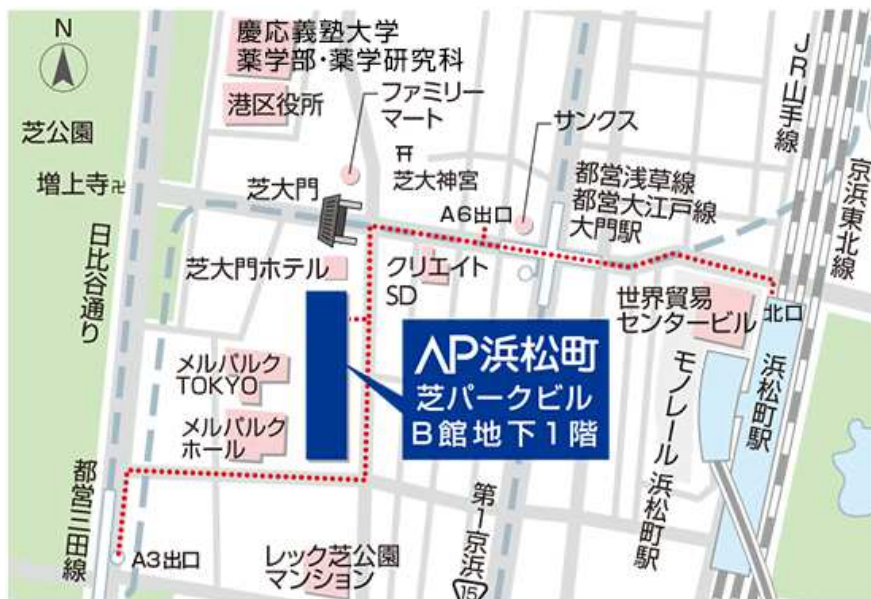 N
慶応義塾大学
薬学部・薬学研究科
港区役所
ファミリー
マート
サンクス
JR山手線
京浜東北線
芝公園
増上寺卍
芝大門
芝大神宮
A6出口
都営浅草線
都営大江戸線
大門駅
日比谷通り
芝大門ホテル
クリエイト
SD
世界貿易
センタービル
北口
AP浜松町
芝パークビル
B館地下1階
メルパルク
TOKYO
メルパルク
ホール
モノレール浜松町駅
浜松町駅
都営三田線
A3出口
レック芝公園
マンション
第1京浜
15